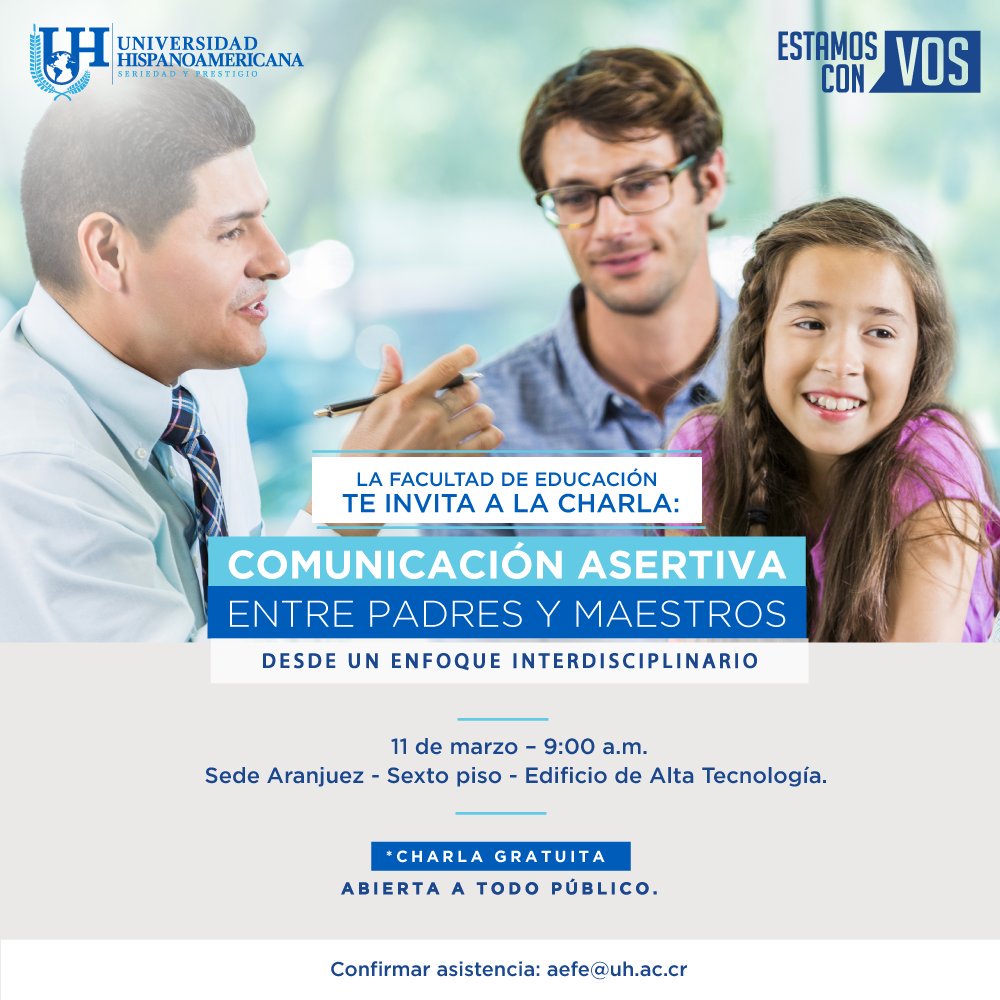 UH
UNIVERSIDAD
HISPANOAMERICANA
SERIEDAD Y PRESTIGIO
ESTAMOS
CON
VOS
LA FACULTAD DE EDUCACIÓN
TE INVITA A LA CHARLA:
COMUNICACIÓN ASERTIVA
ENTRE PADRES Y MAESTROS
DESDE UN ENFOQUE INTERDISCIPLINARIO
11 de marzo – 9:00 a.m.
Sede Aranjuez - Sexto piso - Edificio de Alta Tecnología.
*CHARLA GRATUITA
ABIERTA A TODO PÚBLICO.
Confirmar asistencia: aefe@uh.ac.cr